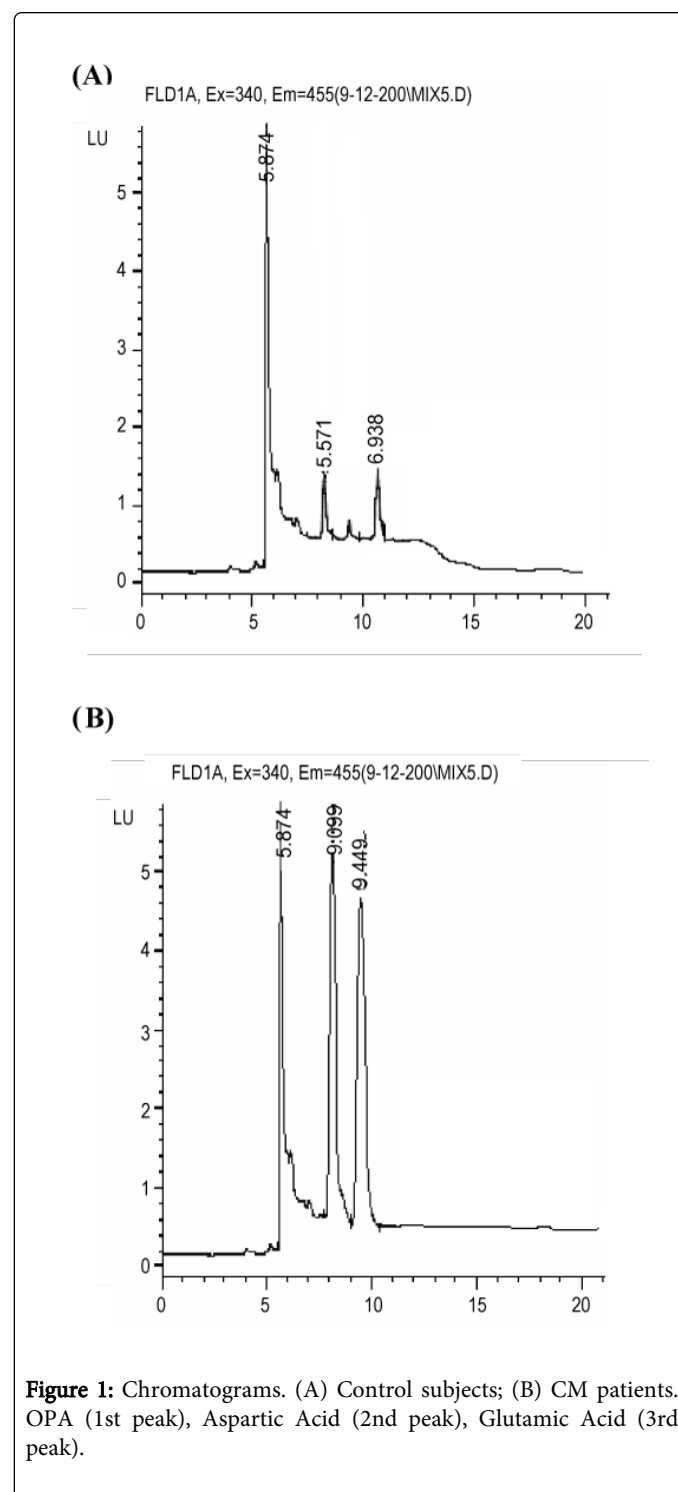 (A)
FLD1A, Ex=340, Em=455(9-12-200\MIX5.D)
LU
5.874
5
4
3
2
5.571
6.938
1
0
0 5 10 15 20
(B)
FLD1A, Ex=340, Em=455(9-12-200\MIX5.D)
LU
5.874
9.099
9.449
5
4
3
2
1
0
0 5 10 15 20
Figure 1: Chromatograms. (A) Control subjects; (B) CM patients.
OPA (1st peak), Aspartic Acid (2nd peak), Glutamic Acid (3rd
peak).